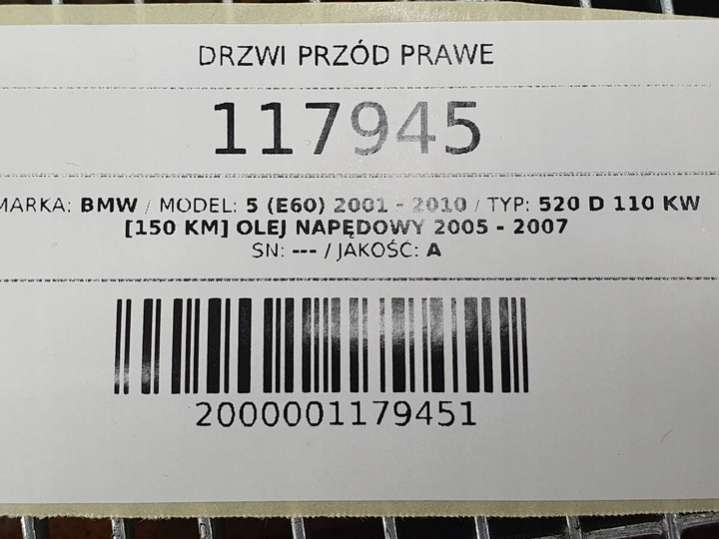 DRZWI PRZÓD PRAWE
117945
MARKA: BMW / MODEL: 5 (E60) 2001 - 2010 / TYP: 520 D 110 KW
[150 KM] OLEJ NAPĘDOWY 2005 - 2007
SN: --- / JAKOŚĆ: A
2000001179451